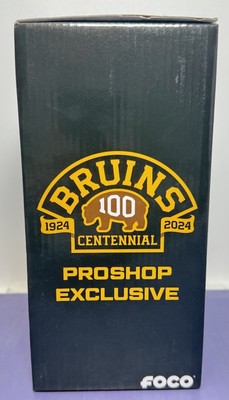 BRUINS
100
1924 2024
CENTENNIAL
PROSHOP
EXCLUSIVE
FOCO